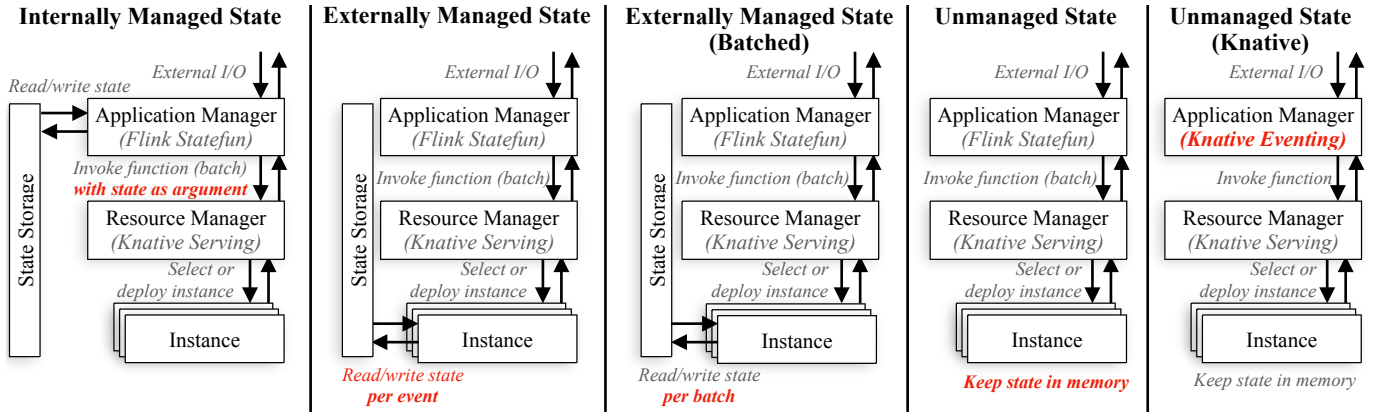 Internally Managed State
External I/O
Read/write state
Application Manager
(Flink Statefun)
Invoke function (batch)
with state as argument
State Storage
Resource Manager
(Knative Serving)
Select or
deploy instance
Instance
Externally Managed State
External I/O
Application Manager
(Flink Statefun)
Invoke function (batch)
State Storage
Resource Manager
(Knative Serving)
Select or
deploy instance
Instance
Read/write state
per event
Externally Managed State
(Batched)
External I/O
Application Manager
(Flink Statefun)
Invoke function (batch)
State Storage
Resource Manager
(Knative Serving)
Select or
deploy instance
Instance
Read/write state
per batch
Unmanaged State
External I/O
Application Manager
(Flink Statefun)
Invoke function (batch)
Resource Manager
(Knative Serving)
Select or
deploy instance
Instance
Keep state in memory
Unmanaged State
(Knative)
External I/O
Application Manager
(Knative Eventing)
Invoke function
Resource Manager
(Knative Serving)
Select or
deploy instance
Instance
Keep state in memory